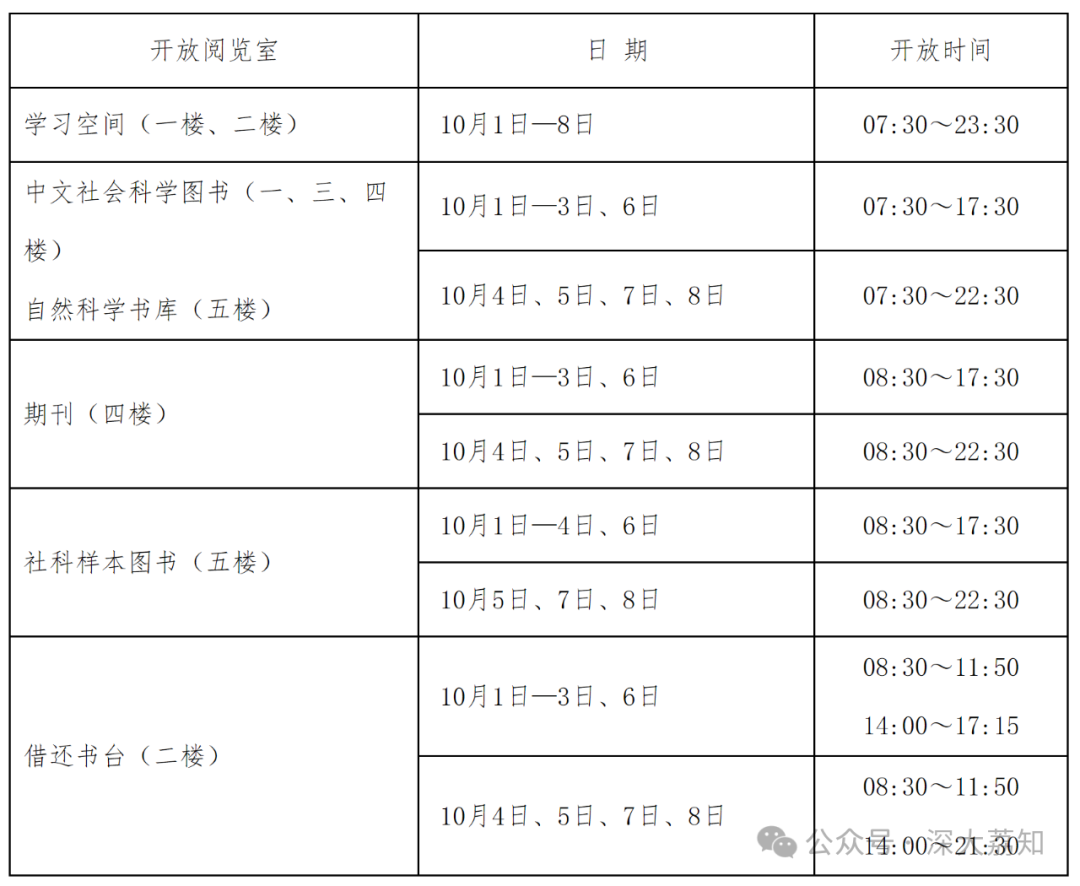 开放阅览室 日 期 开放时间
学习空间（一楼、二楼） 10月1日—8日 07:30～23:30
中文社会科学图书（一、三、四
楼）
自然科学书库（五楼）
10月1日—3日、6日 07:30～17:30
10月4日、5日、7日、8日 07:30～22:30
期刊（四楼）
10月1日—3日、6日 08:30～17:30
10月4日、5日、7日、8日 08:30～22:30
社科样本图书（五楼）
10月1日—4日、6日 08:30～17:30
10月5日、7日、8日 08:30～22:30
借还书台（二楼）
10月1日—3日、6日
08:30～11:50
14:00～17:15
10月4日、5日、7日、8日
08:30～11:50
14:00～21:30
公众号·深大荔知